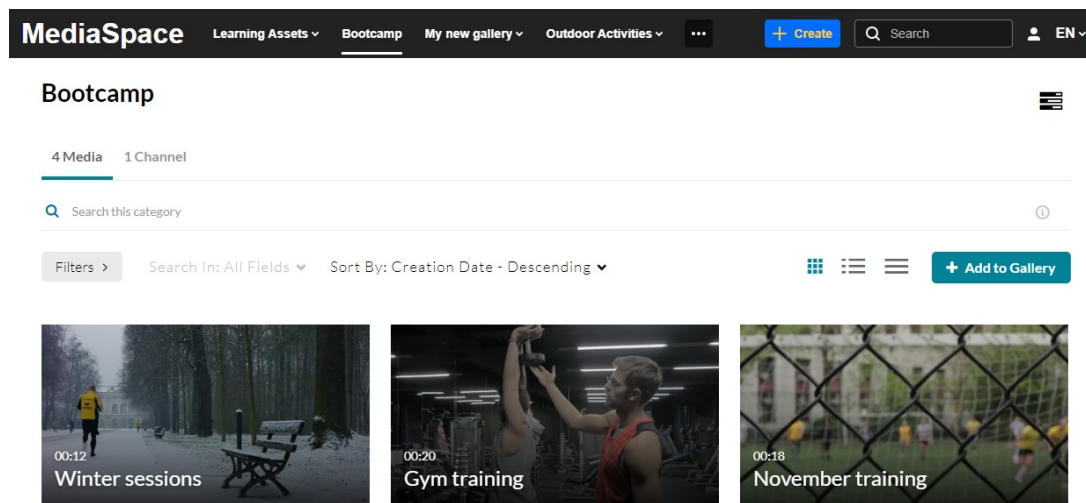 MediaSpace Learning Assets Bootcamp My new gallery Outdoor Activities ••• + Create Search EN
Bootcamp
4 Media 1 Channel
Search this category
Filters > Search In: All Fields Sort By: Creation Date - Descending + Add to Gallery
00:12 00:20 00:18
Winter sessions Gym training November training